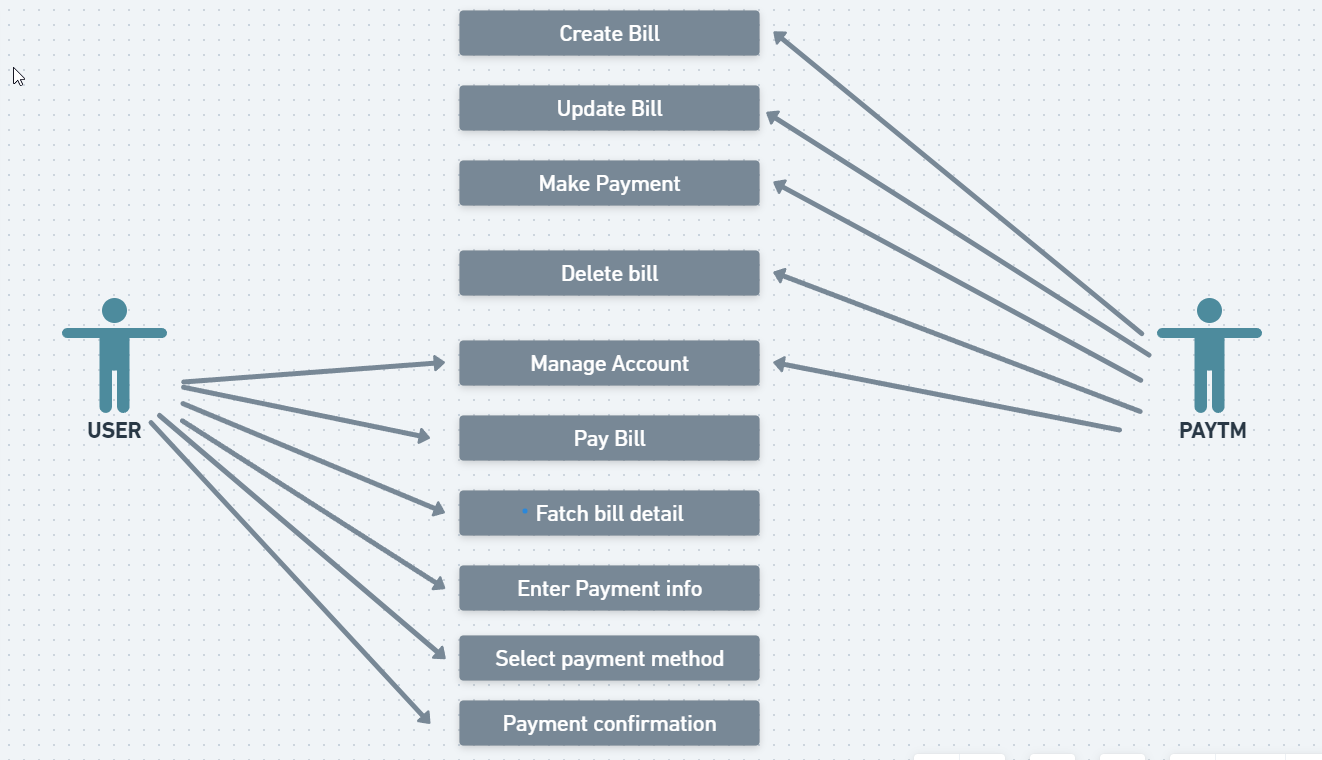 Create Bill
Update Bill
Make Payment
Delete bill
Manage Account
USER
PAYTM
Pay Bill
Fatch bill detail
Enter Payment info
Select payment method
Payment confirmation